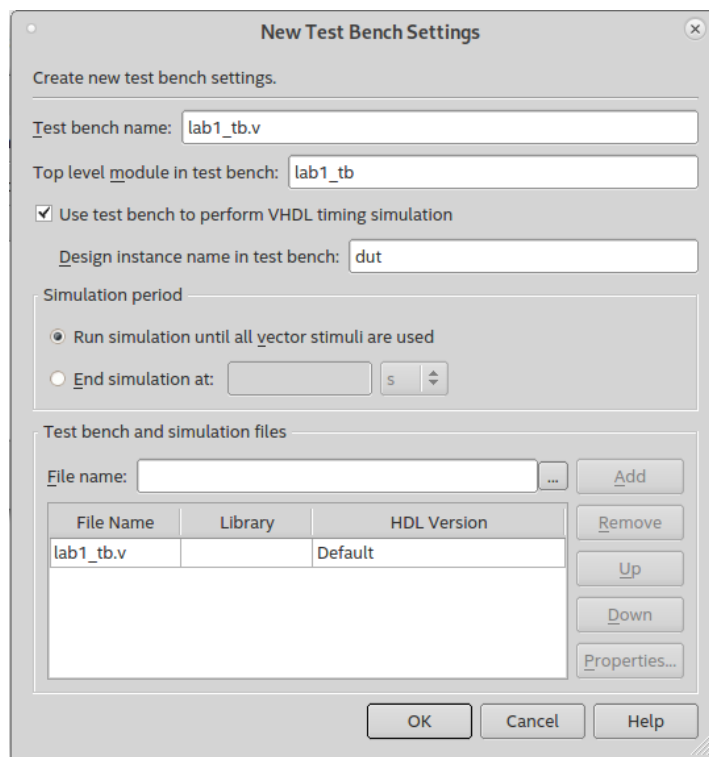 New Test Bench Settings
Create new test bench settings.
Test bench name: lab1_tb.v
Top level module in test bench: lab1_tb
Use test bench to perform VHDL timing simulation
Design instance name in test bench: dut
Simulation period
Run simulation until all vector stimuli are used
End simulation at: s
Test bench and simulation files
File name: ... Add
File Name Library HDL Version Remove
lab1_tb.v Default
Up
Down
Properties...
OK Cancel Help